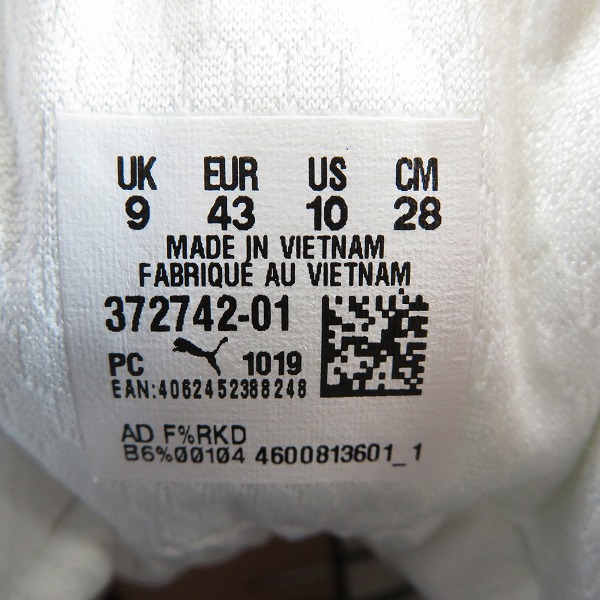 UK EUR US CM
9 43 10 28
MADE IN VIETNAM
FABRIQUÉ AU VIETNAM
372742-01
PC 1019
EAN:4062452388248
AD F%RKD
B6%00104 4600813601_1